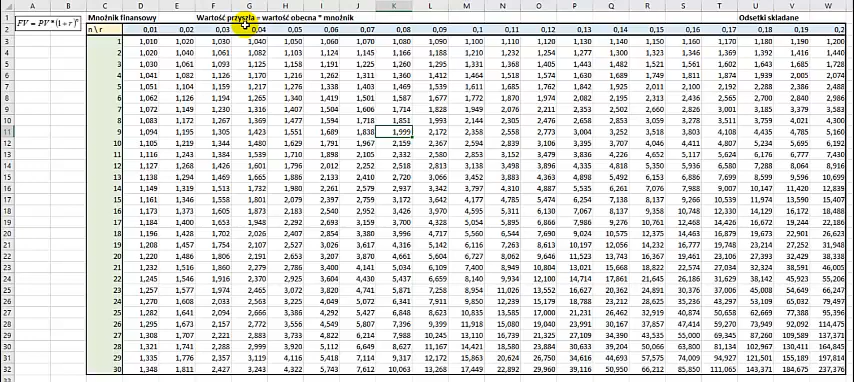 A B C D E F G H I J K L M N O P Q R S T U V W
1 Mnożnik finansowy Wartość przyszła = wartość obecna * mnożnik Odsetki składane
FV = PV * (1 + r)ⁿ
2 n \ r 0,01 0,02 0,03 0,04 0,05 0,06 0,07 0,08 0,09 0,1 0,11 0,12 0,13 0,14 0,15 0,16 0,17 0,18 0,19 0,2
3 1 1,010 1,020 1,030 1,040 1,050 1,060 1,070 1,080 1,090 1,100 1,110 1,120 1,130 1,140 1,150 1,160 1,170 1,180 1,190 1,200
4 2 1,020 1,040 1,061 1,082 1,103 1,124 1,145 1,166 1,188 1,210 1,232 1,254 1,277 1,300 1,323 1,346 1,369 1,392 1,416 1,440
5 3 1,030 1,061 1,093 1,125 1,158 1,191 1,225 1,260 1,295 1,331 1,368 1,405 1,443 1,482 1,521 1,561 1,602 1,643 1,685 1,728
6 4 1,041 1,082 1,126 1,170 1,216 1,262 1,311 1,360 1,412 1,464 1,518 1,574 1,630 1,689 1,749 1,811 1,874 1,939 2,005 2,074
7 5 1,051 1,104 1,159 1,217 1,276 1,338 1,403 1,469 1,539 1,611 1,685 1,762 1,842 1,925 2,011 2,100 2,192 2,288 2,386 2,488
8 6 1,062 1,126 1,194 1,265 1,340 1,419 1,501 1,587 1,677 1,772 1,870 1,974 2,082 2,195 2,313 2,436 2,565 2,700 2,840 2,986
9 7 1,072 1,149 1,230 1,316 1,407 1,504 1,606 1,714 1,828 1,949 2,076 2,211 2,353 2,502 2,660 2,826 3,001 3,185 3,379 3,583
10 8 1,083 1,172 1,267 1,369 1,477 1,594 1,718 1,851 1,993 2,144 2,305 2,476 2,658 2,853 3,059 3,278 3,511 3,759 4,021 4,300
11 9 1,094 1,195 1,305 1,423 1,551 1,689 1,838 1,999 2,172 2,358 2,558 2,773 3,004 3,252 3,518 3,803 4,108 4,435 4,785 5,160
12 10 1,105 1,219 1,344 1,480 1,629 1,791 1,967 2,159 2,367 2,594 2,839 3,106 3,395 3,707 4,046 4,411 4,807 5,234 5,695 6,192
13 11 1,116 1,243 1,384 1,539 1,710 1,898 2,105 2,332 2,580 2,853 3,152 3,479 3,836 4,226 4,652 5,117 5,624 6,176 6,777 7,430
14 12 1,127 1,268 1,426 1,601 1,796 2,012 2,252 2,518 2,813 3,138 3,498 3,896 4,335 4,818 5,350 5,936 6,580 7,288 8,064 8,916
15 13 1,138 1,294 1,469 1,665 1,886 2,133 2,410 2,720 3,066 3,452 3,883 4,363 4,898 5,492 6,153 6,886 7,699 8,599 9,596 10,699
16 14 1,149 1,319 1,513 1,732 1,980 2,261 2,579 2,937 3,342 3,797 4,310 4,887 5,535 6,261 7,076 7,988 9,007 10,147 11,420 12,839
17 15 1,161 1,346 1,558 1,801 2,079 2,397 2,759 3,172 3,642 4,177 4,785 5,474 6,254 7,138 8,137 9,266 10,539 11,974 13,590 15,407
18 16 1,173 1,373 1,605 1,873 2,183 2,540 2,952 3,426 3,970 4,595 5,311 6,130 7,067 8,137 9,358 10,748 12,330 14,129 16,172 18,488
19 17 1,184 1,400 1,653 1,948 2,292 2,693 3,159 3,700 4,328 5,054 5,895 6,866 7,986 9,276 10,761 12,468 14,426 16,672 19,244 22,186
20 18 1,196 1,428 1,702 2,026 2,407 2,854 3,380 3,996 4,717 5,560 6,544 7,690 9,024 10,575 12,375 14,463 16,879 19,673 22,901 26,623
21 19 1,208 1,457 1,754 2,107 2,527 3,026 3,617 4,316 5,142 6,116 7,263 8,613 10,197 12,056 14,232 16,777 19,748 23,214 27,252 31,948
22 20 1,220 1,486 1,806 2,191 2,653 3,207 3,870 4,661 5,604 6,727 8,062 9,646 11,523 13,743 16,367 19,461 23,106 27,393 32,429 38,338
23 21 1,232 1,516 1,860 2,279 2,786 3,400 4,141 5,034 6,109 7,400 8,949 10,804 13,021 15,668 18,822 22,574 27,034 32,324 38,591 46,005
24 22 1,245 1,546 1,916 2,370 2,925 3,604 4,430 5,437 6,659 8,140 9,934 12,100 14,714 17,861 21,645 26,186 31,629 38,142 45,923 55,206
25 23 1,257 1,577 1,974 2,465 3,072 3,820 4,741 5,871 7,258 8,954 11,026 13,552 16,627 20,362 24,891 30,376 37,006 45,008 54,649 66,247
26 24 1,270 1,608 2,033 2,563 3,225 4,049 5,072 6,341 7,911 9,850 12,239 15,179 18,788 23,212 28,625 35,236 43,297 53,109 65,032 79,497
27 25 1,282 1,641 2,094 2,666 3,386 4,292 5,427 6,848 8,623 10,835 13,585 17,000 21,231 26,462 32,919 40,874 50,658 62,669 77,388 95,396
28 26 1,295 1,673 2,157 2,772 3,556 4,549 5,807 7,396 9,399 11,918 15,080 19,040 23,991 30,167 37,857 47,414 59,270 73,949 92,092 114,475
29 27 1,308 1,707 2,221 2,883 3,733 4,822 6,214 7,988 10,245 13,110 16,739 21,325 27,109 34,390 43,535 55,000 69,345 87,260 109,589 137,371
30 28 1,321 1,741 2,288 2,999 3,920 5,112 6,649 8,627 11,167 14,421 18,580 23,884 30,633 39,204 50,066 63,800 81,134 102,967 130,411 164,845
31 29 1,335 1,776 2,357 3,119 4,116 5,418 7,114 9,317 12,172 15,863 20,624 26,750 34,616 44,693 57,575 74,009 94,927 121,501 155,189 197,814
32 30 1,348 1,811 2,427 3,243 4,322 5,743 7,612 10,063 13,268 17,449 22,892 29,960 39,116 50,950 66,212 85,850 111,065 143,371 184,675 237,376